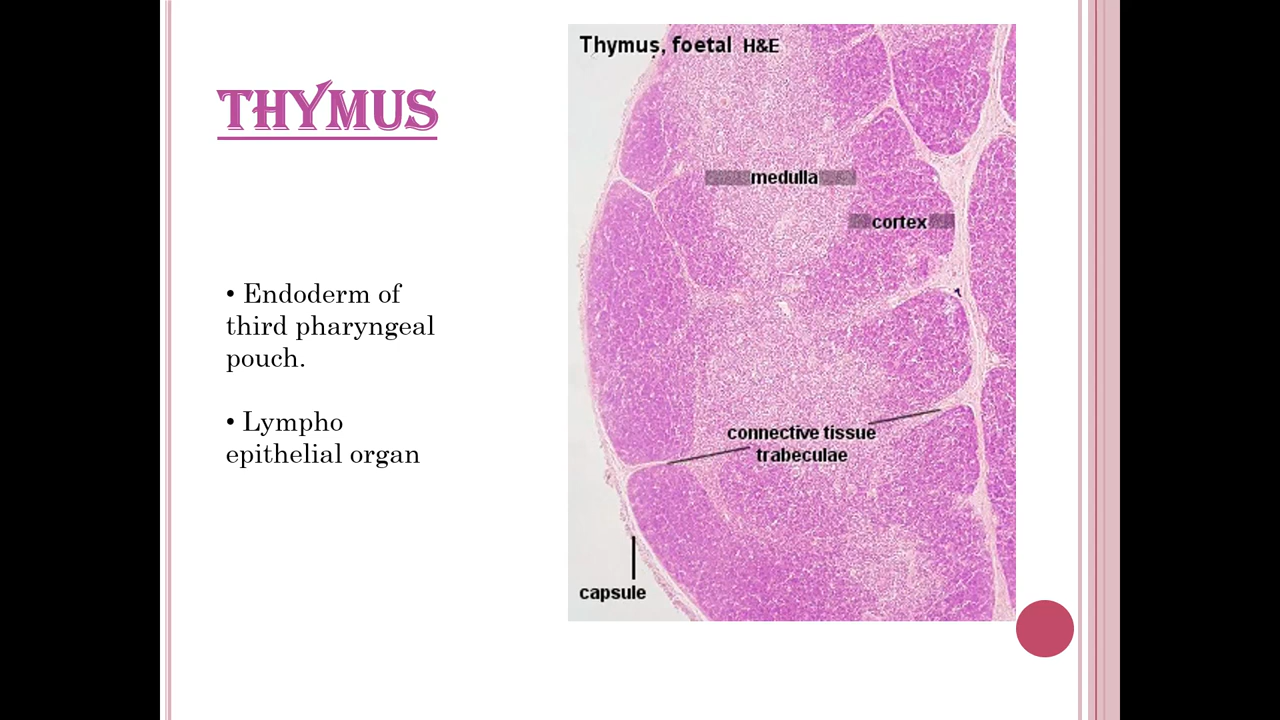 THYMUS
• Endoderm of
third pharyngeal
pouch.
• Lympho
epithelial organ
Thymus, foetal H&E
medulla
cortex
connective tissue
trabeculae
capsule